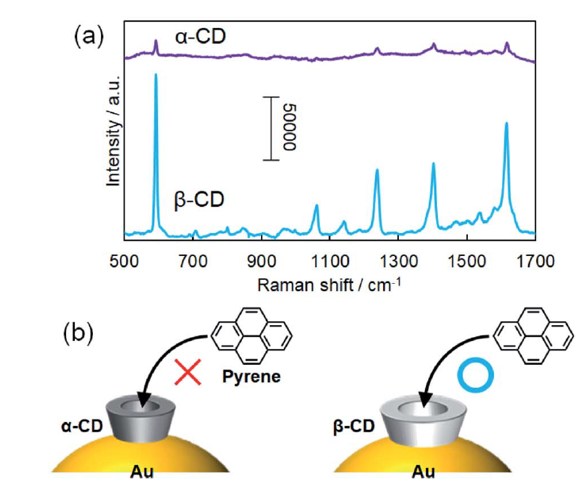 (a)
α-CD
50000
β-CD
Intensity / a.u.
500 700 900 1100 1300 1500 1700
Raman shift / cm-1
(b)
Pyrene
α-CD
Au
β-CD
Au